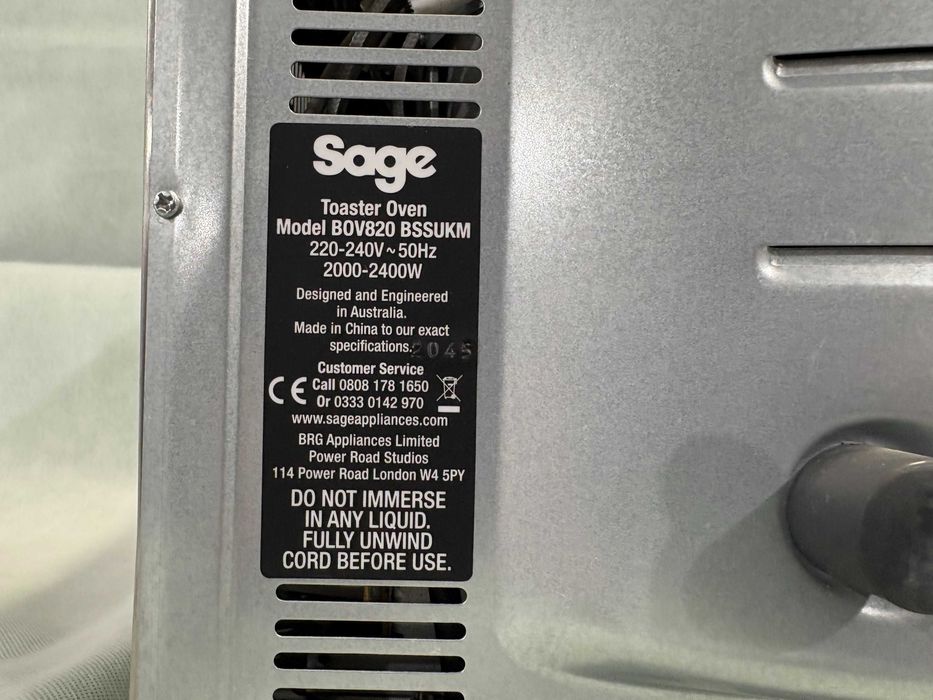 Sage
Toaster Oven
Model BOV820 BSSUKM
220-240V~50Hz
2000-2400W
Designed and Engineered
in Australia.
Made in China to our exact
specifications.2045
Customer Service
CE Call 0808 178 1650
Or 0333 0142 970
www.sageappliances.com
BRG Appliances Limited
Power Road Studios
114 Power Road London W4 5PY
DO NOT IMMERSE
IN ANY LIQUID.
FULLY UNWIND
CORD BEFORE USE.